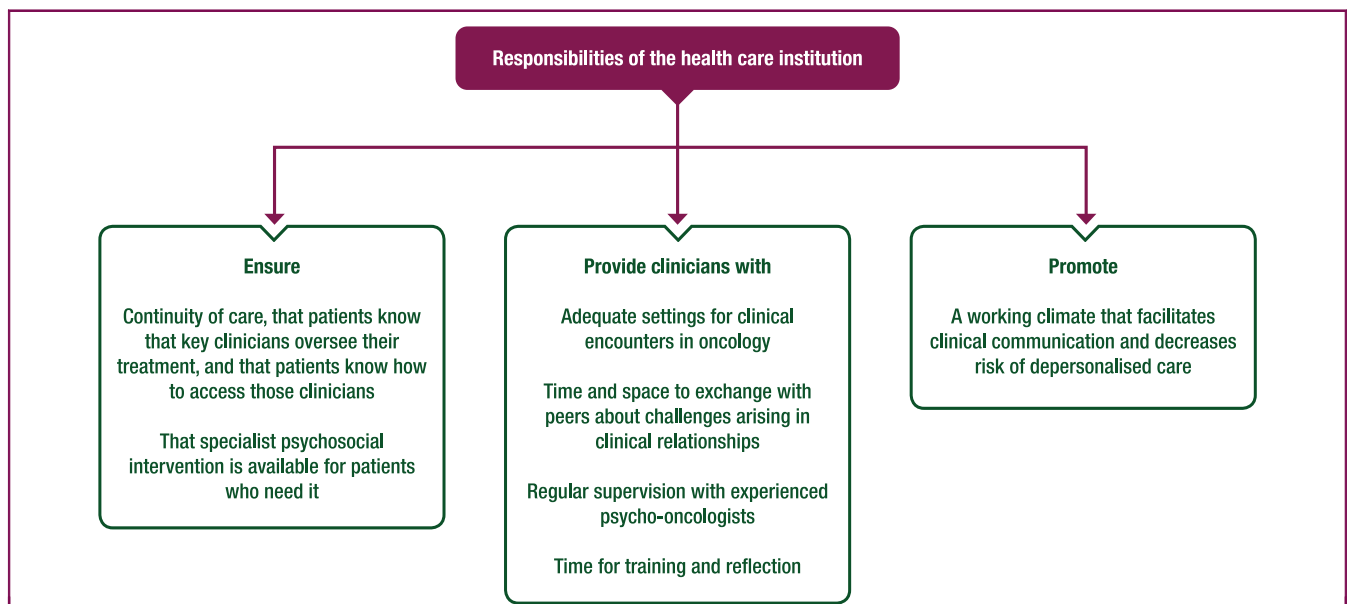 Responsibilities of the health care institution
Ensure
Continuity of care, that patients know
that key clinicians oversee their
treatment, and that patients know how
to access those clinicians
That specialist psychosocial
intervention is available for patients
who need it
Provide clinicians with
Adequate settings for clinical
encounters in oncology
Time and space to exchange with
peers about challenges arising in
clinical relationships
Regular supervision with experienced
psycho-oncologists
Time for training and reflection
Promote
A working climate that facilitates
clinical communication and decreases
risk of depersonalised care